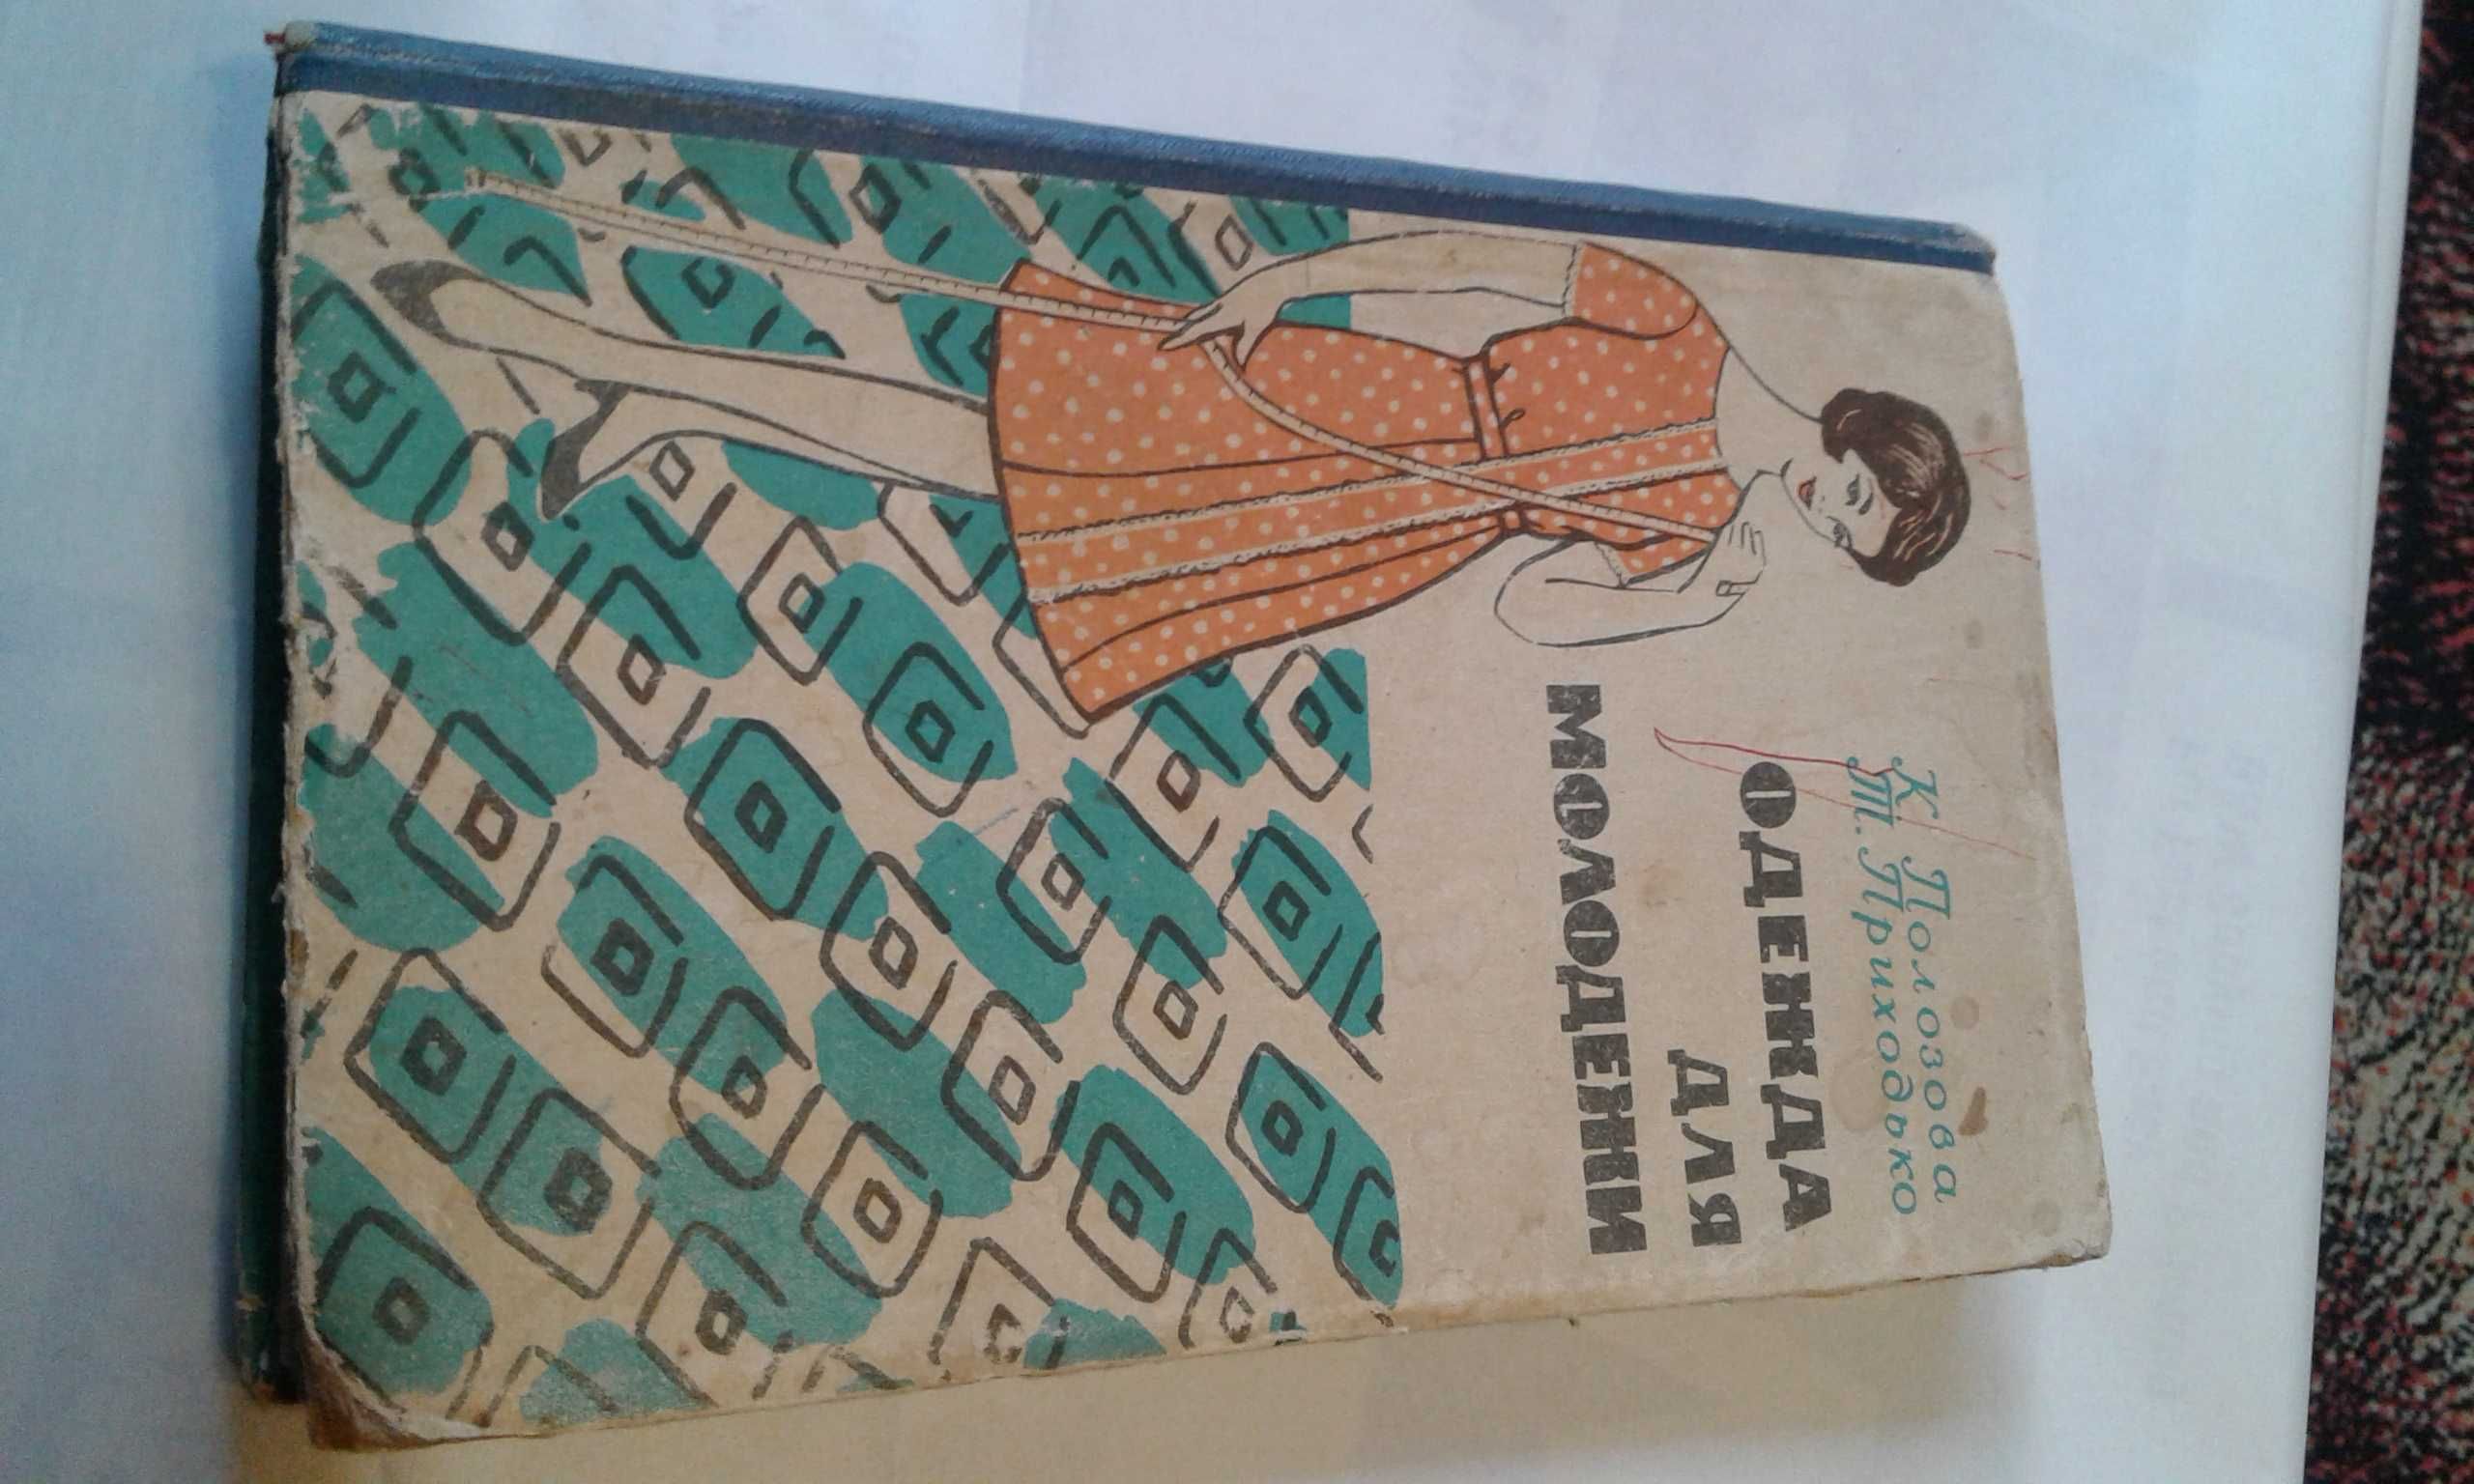 К Полозова
Т. Приходько
ОДЕЖДА
ДЛЯ
МОЛОДЕЖИ